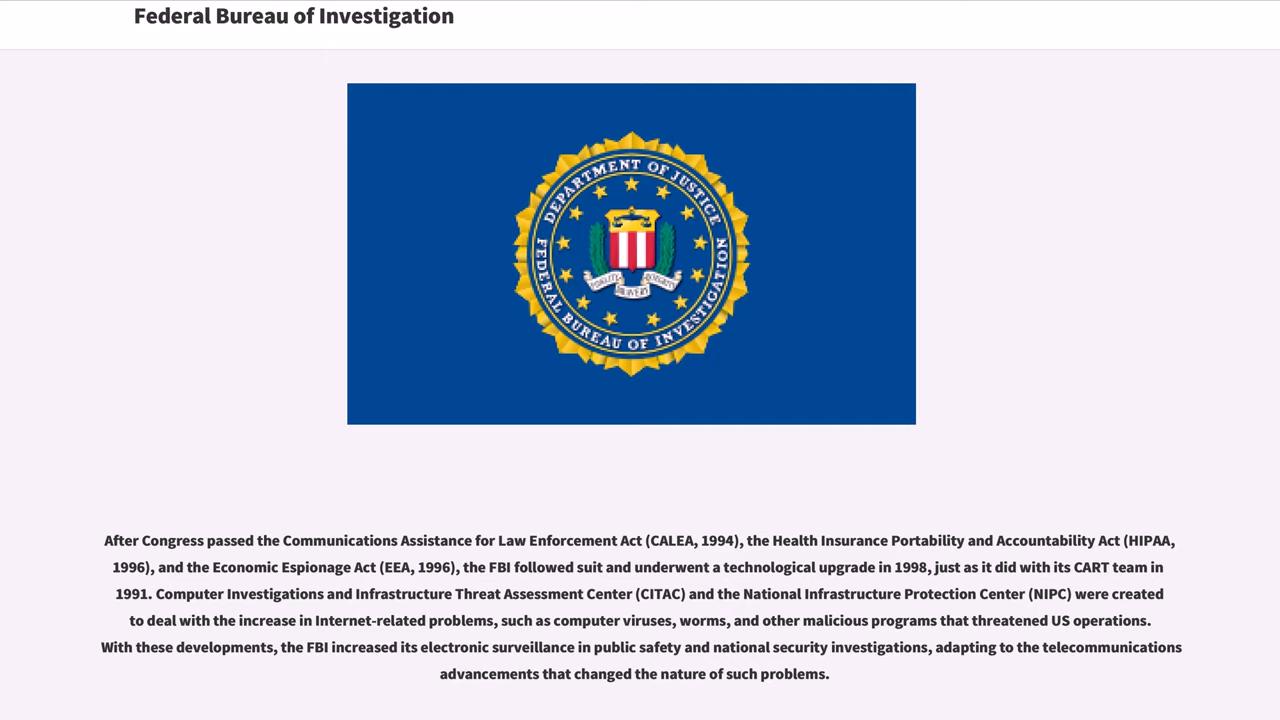 Federal Bureau of Investigation
DEPARTMENT OF JUSTICE
FEDERAL BUREAU OF INVESTIGATION
FIDELITY BRAVERY INTEGRITY
After Congress passed the Communications Assistance for Law Enforcement Act (CALEA, 1994), the Health Insurance Portability and Accountability Act (HIPAA,
1996), and the Economic Espionage Act (EEA, 1996), the FBI followed suit and underwent a technological upgrade in 1998, just as it did with its CART team in
1991. Computer Investigations and Infrastructure Threat Assessment Center (CITAC) and the National Infrastructure Protection Center (NIPC) were created
to deal with the increase in Internet-related problems, such as computer viruses, worms, and other malicious programs that threatened US operations.
With these developments, the FBI increased its electronic surveillance in public safety and national security investigations, adapting to the telecommunications
advancements that changed the nature of such problems.